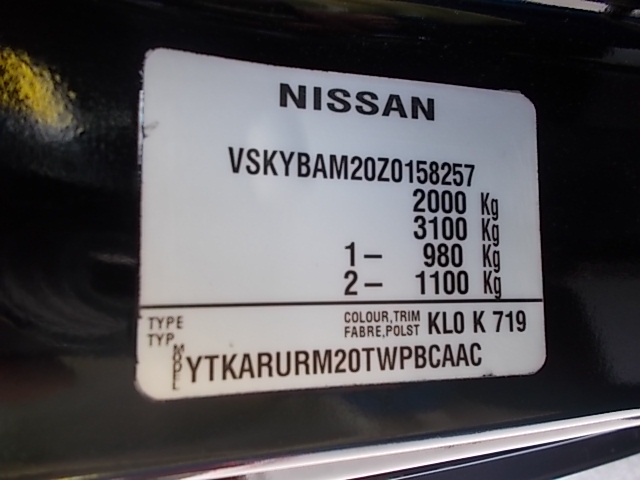 NISSAN
VSKYBAM20Z0158257
2000 Kg
3100 Kg
1- 980 Kg
2- 1100 Kg
TYPE
TYP
COLOUR,TRIM
FABRE,POLST KL0 K 719
MODEL YTKARURM20TWPBCAAC